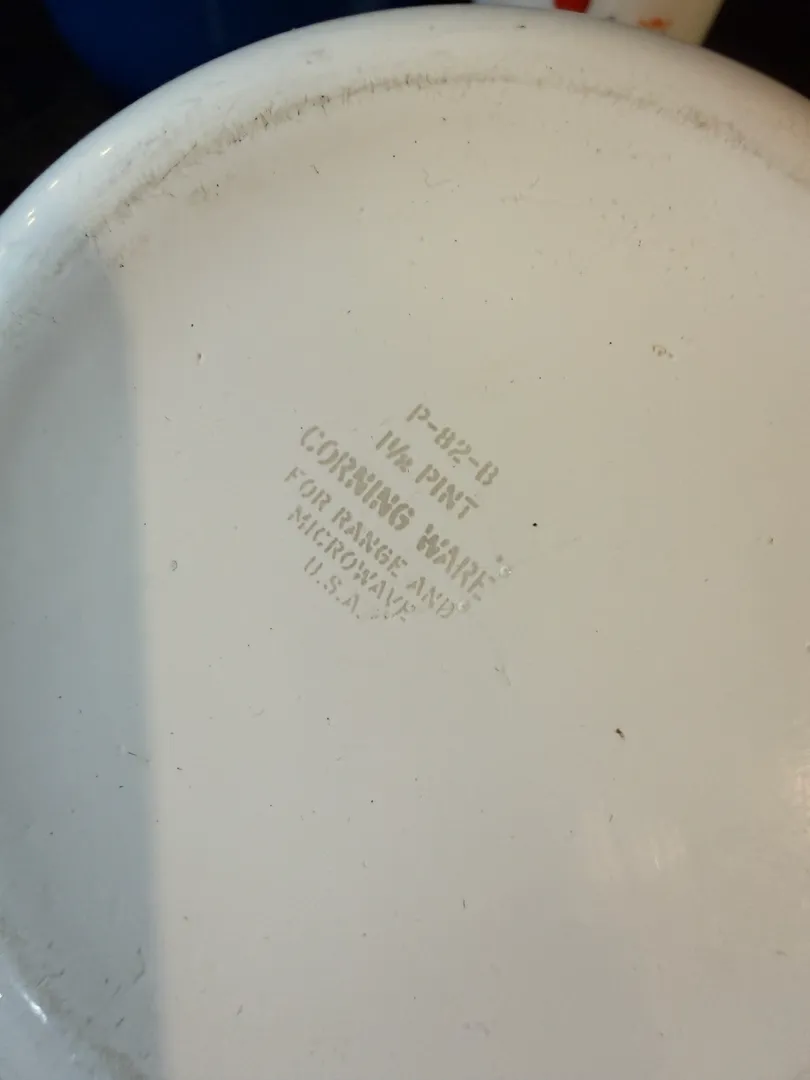 P-82-B
1½ PINT
CORNING WARE
FOR RANGE AND
MICROWAVE
U.S.A.